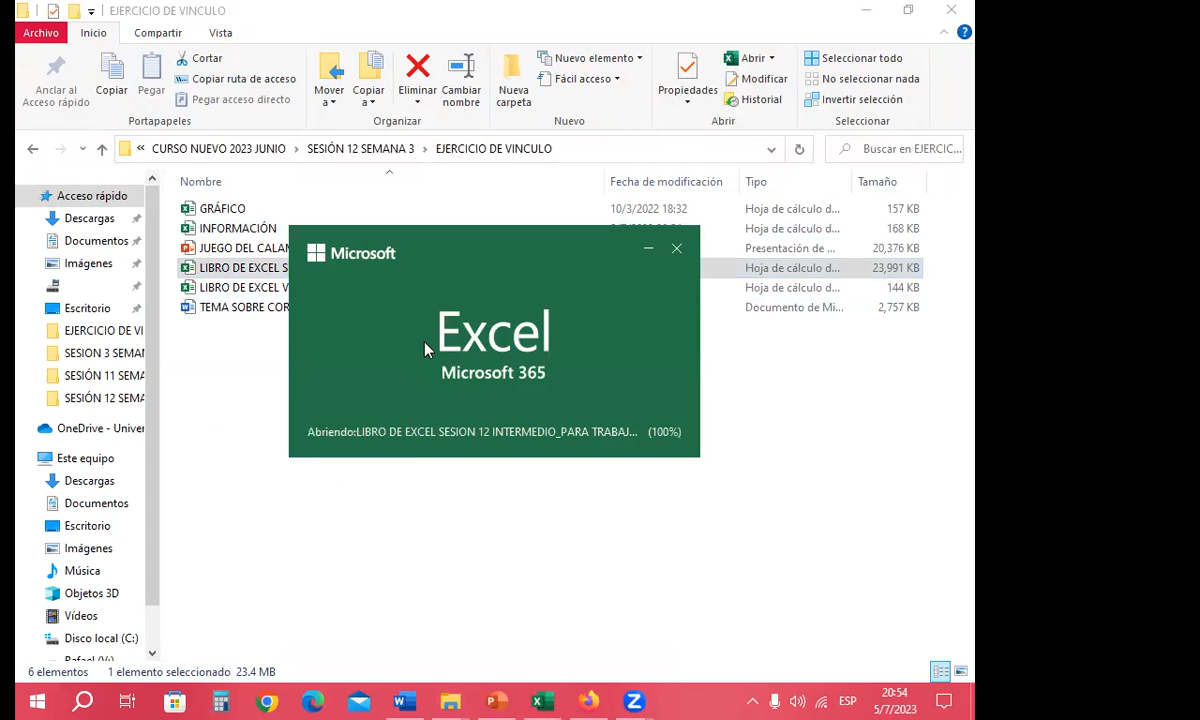 EJERCICIO DE VINCULO
Archivo Inicio Compartir Vista
Anclar al Acceso rápido
Copiar
Pegar
Cortar
Copiar ruta de acceso
Pegar acceso directo
Portapapeles
Mover a
Copiar a
Eliminar
Cambiar nombre
Organizar
Nueva carpeta
Nuevo elemento
Fácil acceso
Nuevo
Propiedades
Abrir
Modificar
Historial
Abrir
Seleccionar todo
No seleccionar nada
Invertir selección
Seleccionar
« CURSO NUEVO 2023 JUNIO > SESIÓN 12 SEMANA 3 > EJERCICIO DE VINCULO
Buscar en EJERCIC...
Nombre Fecha de modificación Tipo Tamaño
GRÁFICO 10/3/2022 18:32 Hoja de cálculo d... 157 KB
INFORMACIÓN Hoja de cálculo d... 168 KB
JUEGO DEL CALAM Presentación de ... 20,376 KB
LIBRO DE EXCEL S Hoja de cálculo d... 23,991 KB
LIBRO DE EXCEL V Hoja de cálculo d... 144 KB
TEMA SOBRE COR Documento de Mi... 2,757 KB
Acceso rápido
Descargas
Documentos
Imágenes
Escritorio
EJERCICIO DE VI
SESION 3 SEMAN
SESIÓN 11 SEMA
SESIÓN 12 SEMA
OneDrive - Univer
Este equipo
Descargas
Documentos
Escritorio
Imágenes
Música
Objetos 3D
Vídeos
Disco local (C:)
Microsoft
Excel
Microsoft 365
Abriendo:LIBRO DE EXCEL SESION 12 INTERMEDIO_PARA TRABAJ... (100%)
6 elementos 1 elemento seleccionado 23.4 MB
ESP
20:54
5/7/2023